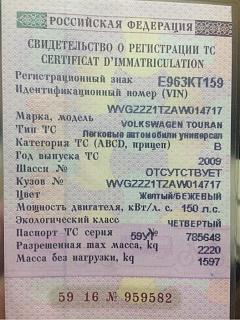 РОССИЙСКАЯ ФЕДЕРАЦИЯ
СВИДЕТЕЛЬСТВО О РЕГИСТРАЦИИ ТС
CERTIFICAT D'IMMATRICULATION
Регистрационный знак Е963КТ159
Идентификационный номер (VIN)
WVGZZZ1TZAW014717
Марка, модель VOLKSWAGEN TOURAN
Тип ТС Легковые автомобили универсал
Категория ТС (ABCD, прицеп) B
Год выпуска ТС 2009
Шасси № ОТСУТСТВУЕТ
Кузов № WVGZZZ1TZAW014717
Цвет Желтый/БЕЖЕВЫЙ
Мощность двигателя, кВт/л. с. 150 л.с.
Экологический класс ЧЕТВЕРТЫЙ
Паспорт ТС серия 59УТ № 785648
Разрешенная max масса, kg 2220
Масса без нагрузки, kg 1597
59 16 № 959582